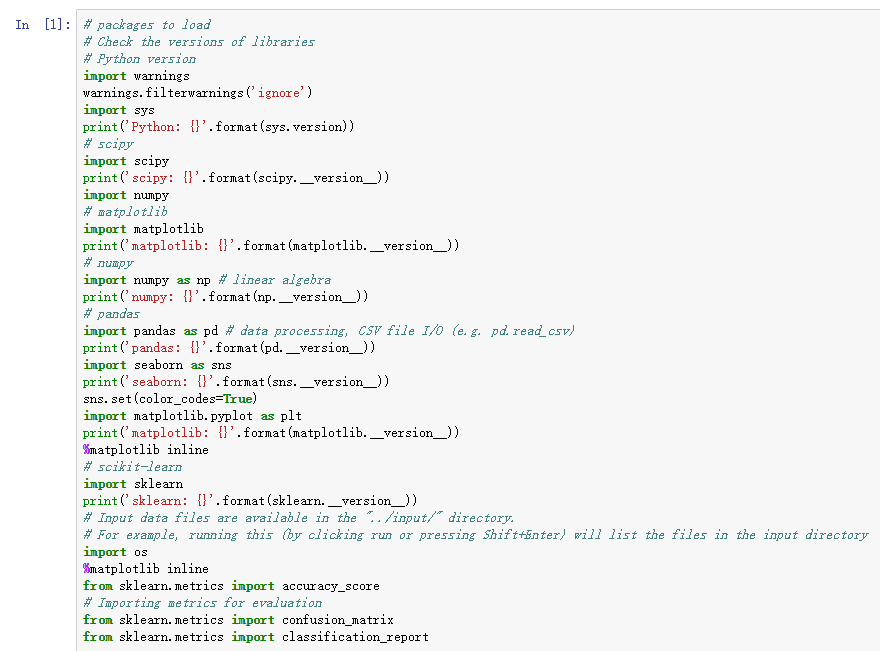 In [1]: # packages to load
# Check the versions of libraries
# Python version
import warnings
warnings.filterwarnings('ignore')
import sys
print('Python: {}'.format(sys.version))
# scipy
import scipy
print('scipy: {}'.format(scipy.__version__))
import numpy
# matplotlib
import matplotlib
print('matplotlib: {}'.format(matplotlib.__version__))
# numpy
import numpy as np # linear algebra
print('numpy: {}'.format(np.__version__))
# pandas
import pandas as pd # data processing, CSV file I/O (e.g. pd.read_csv)
print('pandas: {}'.format(pd.__version__))
import seaborn as sns
print('seaborn: {}'.format(sns.__version__))
sns.set(color_codes=True)
import matplotlib.pyplot as plt
print('matplotlib: {}'.format(matplotlib.__version__))
%matplotlib inline
# scikit-learn
import sklearn
print('sklearn: {}'.format(sklearn.__version__))
# Input data files are available in the "../input/" directory.
# For example, running this (by clicking run or pressing Shift+Enter) will list the files in the input directory
import os
%matplotlib inline
from sklearn.metrics import accuracy_score
# Importing metrics for evaluation
from sklearn.metrics import confusion_matrix
from sklearn.metrics import classification_report